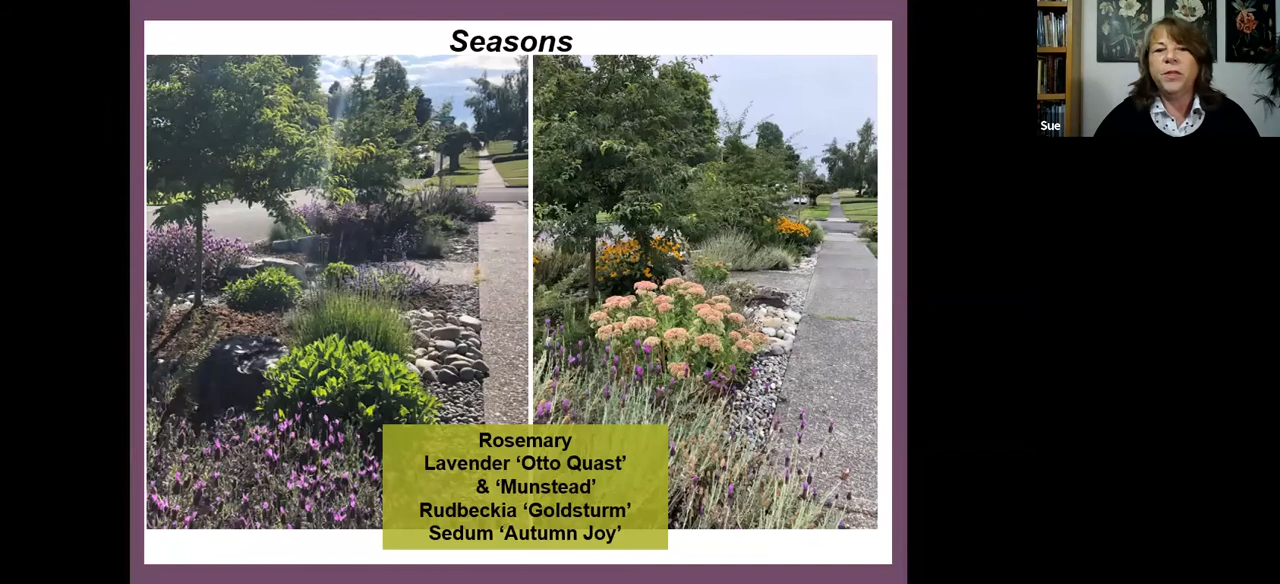 Seasons
Sue
Rosemary
Lavender ‘Otto Quast’
& ‘Munstead’
Rudbeckia ‘Goldsturm’
Sedum ‘Autumn Joy’